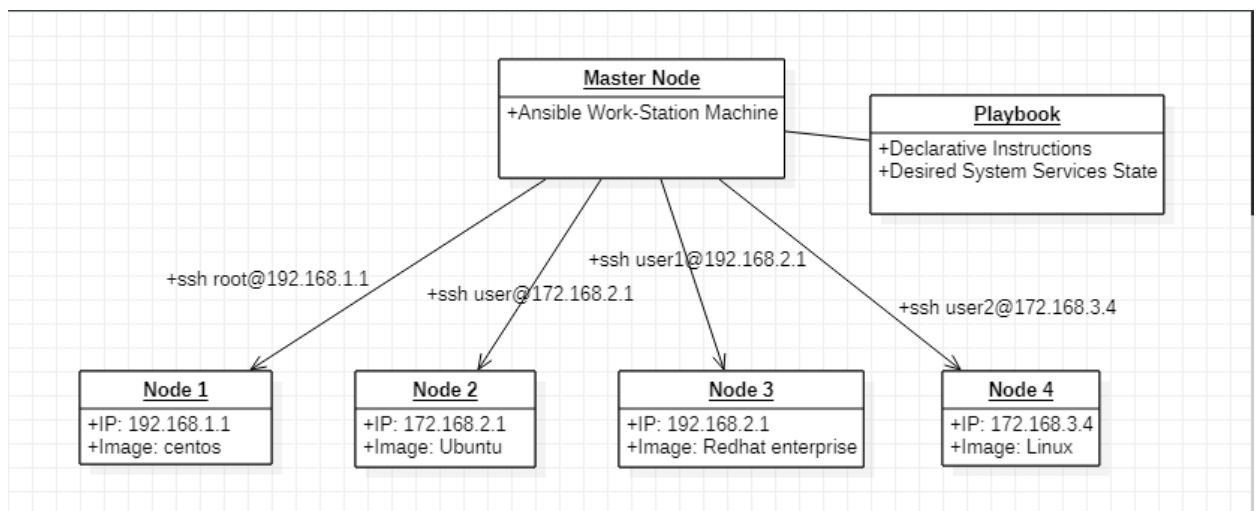 Master Node
+Ansible Work-Station Machine
Playbook
+Declarative Instructions
+Desired System Services State
+ssh root@192.168.1.1
+ssh user@172.168.2.1
+ssh user1@192.168.2.1
+ssh user2@172.168.3.4
Node 1
+IP: 192.168.1.1
+Image: centos
Node 2
+IP: 172.168.2.1
+Image: Ubuntu
Node 3
+IP: 192.168.2.1
+Image: Redhat enterprise
Node 4
+IP: 172.168.3.4
+Image: Linux